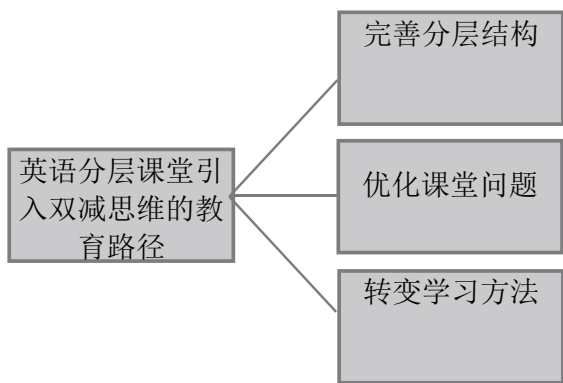 完善分层结构
英语分层课堂引
入双减思维的教
育路径
优化课堂问题
转变学习方法